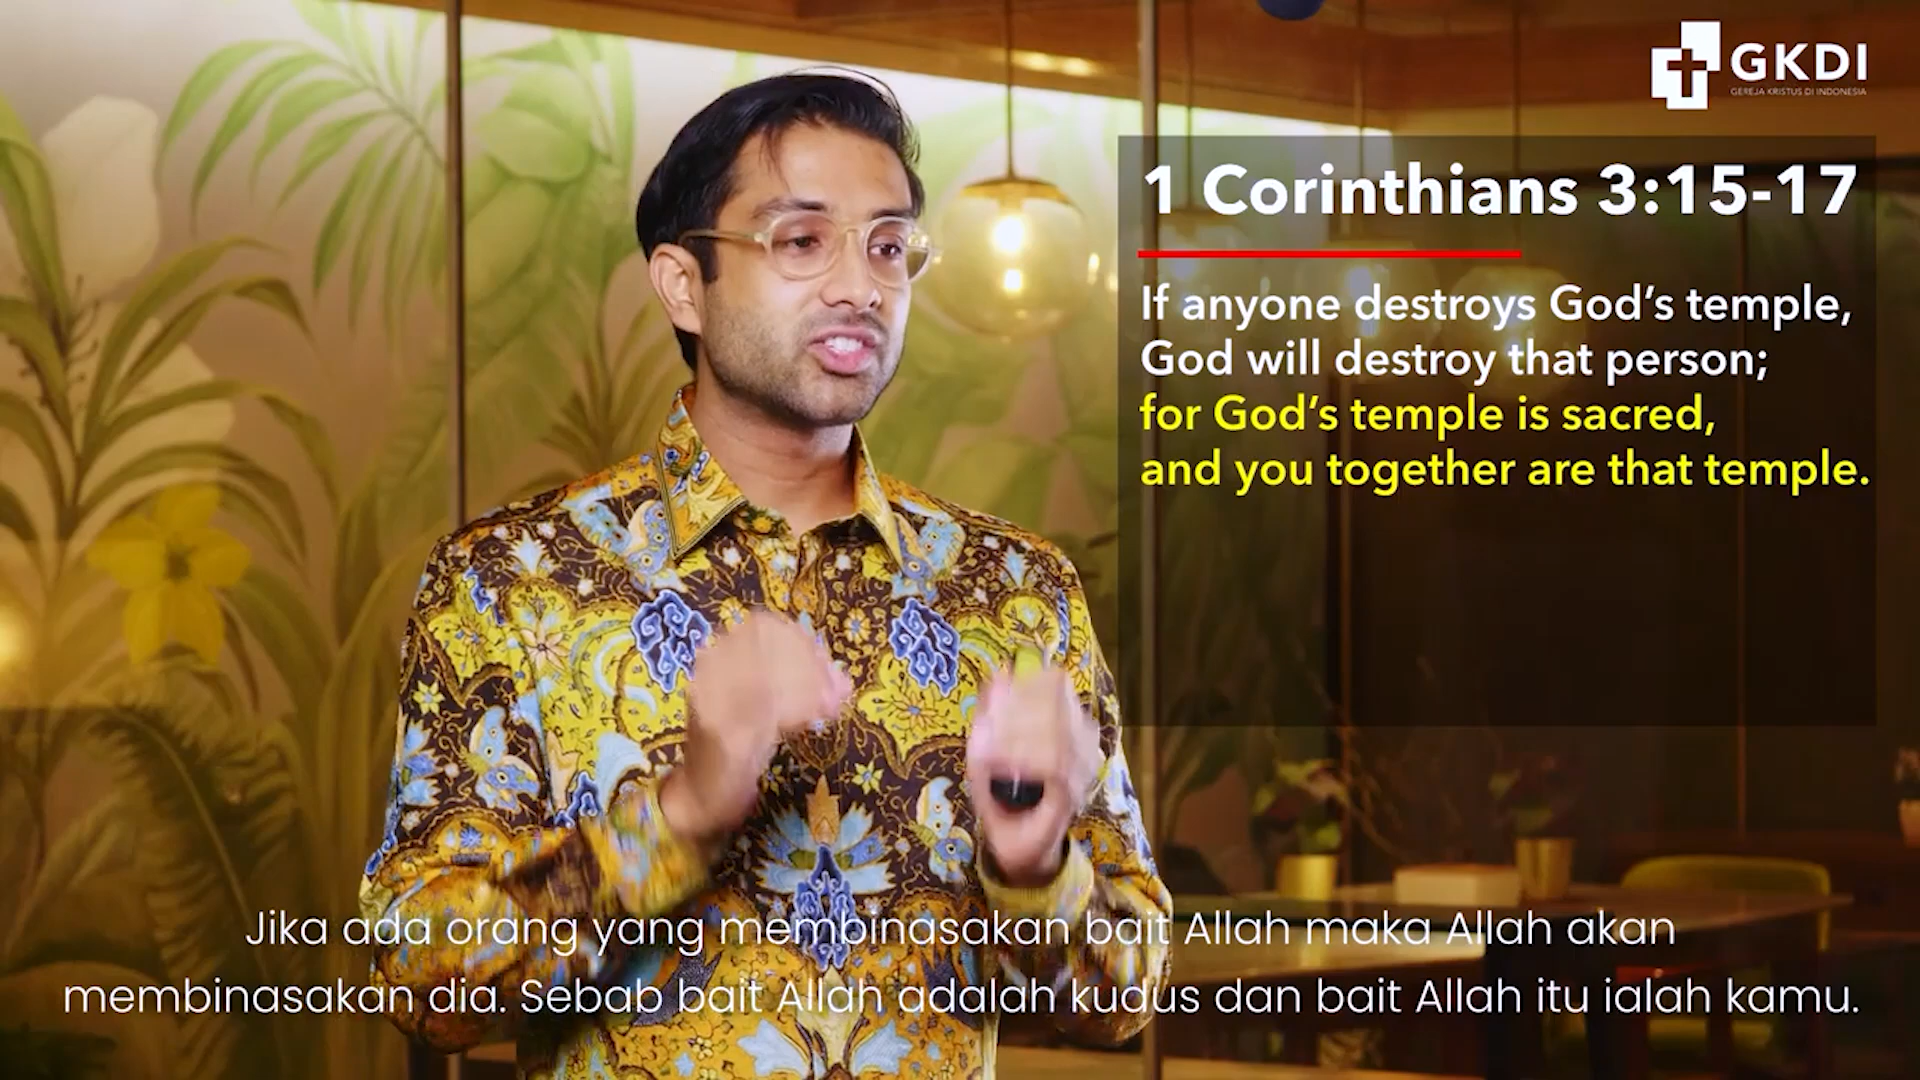 GKDI
GEREJA KRISTUS DI INDONESIA
1 Corinthians 3:15-17
If anyone destroys God’s temple,
God will destroy that person;
for God’s temple is sacred,
and you together are that temple.
Jika ada orang yang membinasakan bait Allah maka Allah akan
membinasakan dia. Sebab bait Allah adalah kudus dan bait Allah itu ialah kamu.